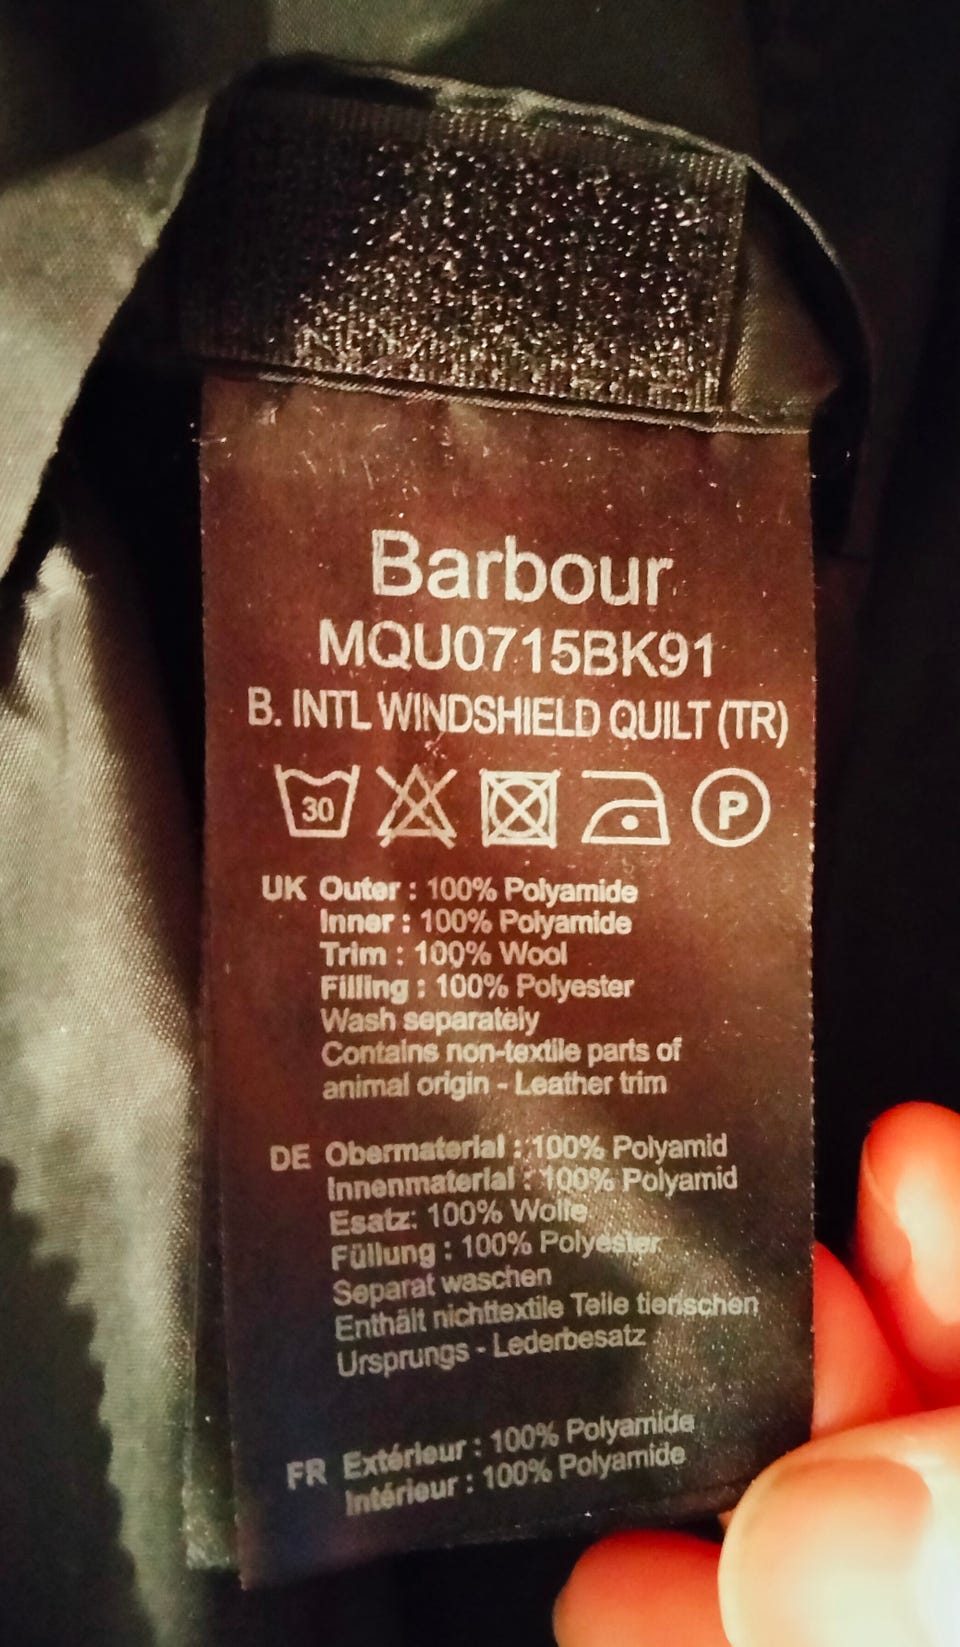 Barbour
MQU0715BK91
B. INTL WINDSHIELD QUILT (TR)
30 P
UK Outer : 100% Polyamide
Inner : 100% Polyamide
Trim : 100% Wool
Filling : 100% Polyester
Wash separately
Contains non-textile parts of
animal origin - Leather trim
DE Obermaterial : 100% Polyamid
Innenmaterial : 100% Polyamid
Esatz: 100% Wolle
Füllung : 100% Polyester
Separat waschen
Enthält nichttextile Teile tierischen
Ursprungs - Lederbesatz
FR Extérieur : 100% Polyamide
Intérieur : 100% Polyamide